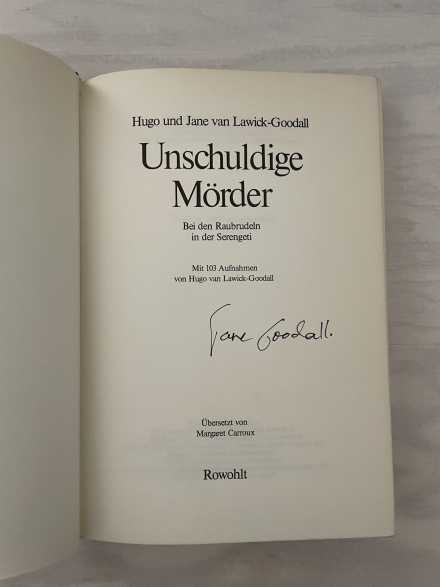 Hugo und Jane van Lawick-Goodall
Unschuldige
Mörder
Bei den Raubrudeln
in der Serengeti
Mit 103 Aufnahmen
von Hugo van Lawick-Goodall
Jane Goodall.
Übersetzt von
Margaret Carroux
Rowohlt